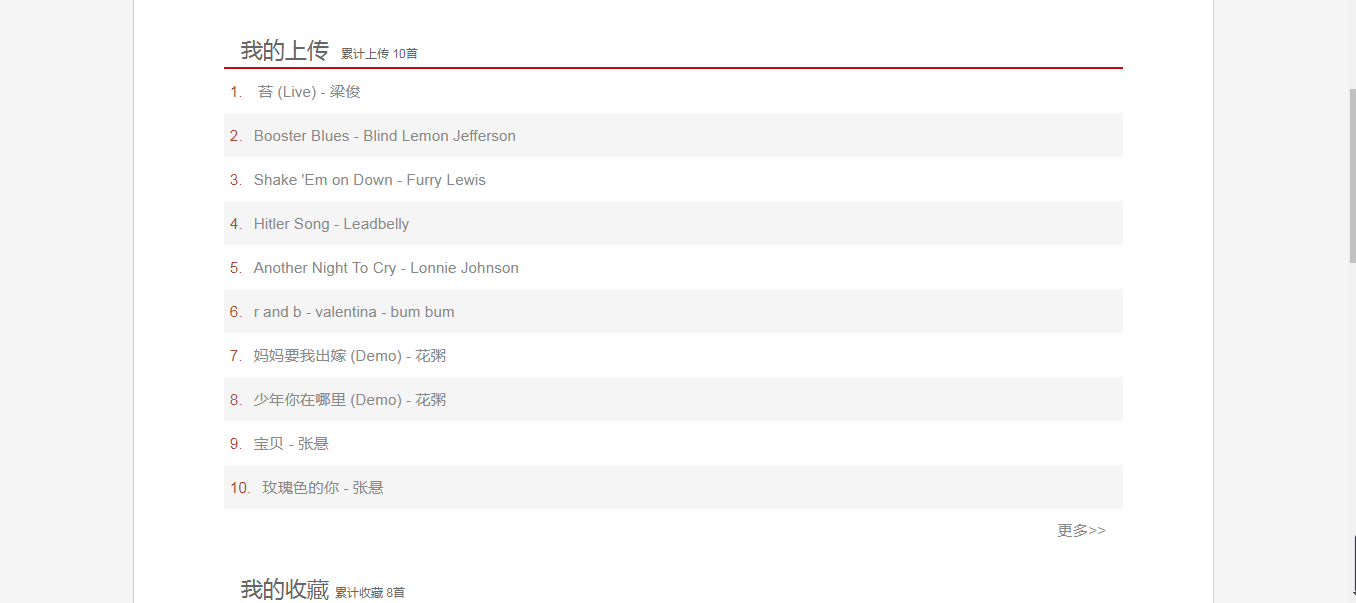 我的上传 累计上传 10首
1. 苔 (Live) - 梁俊
2. Booster Blues - Blind Lemon Jefferson
3. Shake 'Em on Down - Furry Lewis
4. Hitler Song - Leadbelly
5. Another Night To Cry - Lonnie Johnson
6. r and b - valentina - bum bum
7. 妈妈要我出嫁 (Demo) - 花粥
8. 少年你在哪里 (Demo) - 花粥
9. 宝贝 - 张悬
10. 玫瑰色的你 - 张悬
更多>>
我的收藏 累计收藏 8首